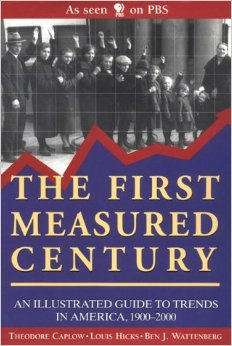 As seen PBS on PBS
THE FIRST
MEASURED
CENTURY
AN ILLUSTRATED GUIDE TO TRENDS
IN AMERICA, 1900–2000
THEODORE CAPLOW • LOUIS HICKS • BEN J. WATTENBERG